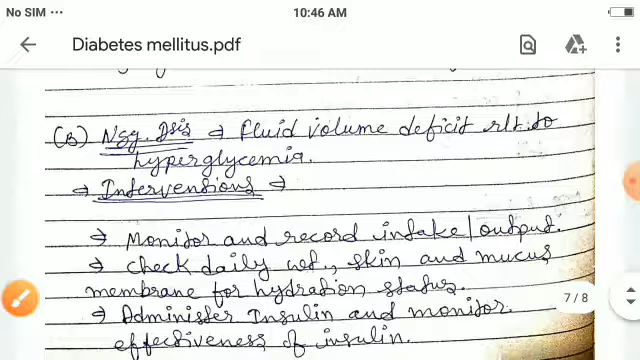 No SIM ··· 10:46 AM
Diabetes mellitus.pdf
(B) Nsg. Dsis ⇒ Fluid volume deficit rlt. to
hyperglycemia.
⇒ Interventions ⇒
⇒ Monitor and record intake/output.
⇒ check daily wt., skin and mucus
membrane for hydration status.
⇒ Administer Insulin and monitor
effectiveness of insulin.
7 / 8